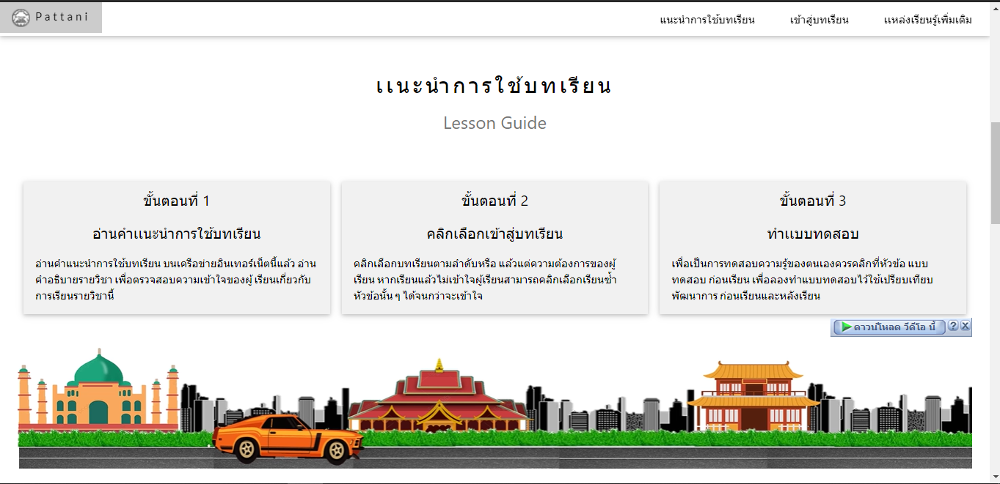 Pattani
แนะนำการใช้บทเรียน
เข้าสู่บทเรียน
แหล่งเรียนรู้เพิ่มเติม
แนะนำการใช้บทเรียน
Lesson Guide
ขั้นตอนที่ 1
อ่านคำแนะนำการใช้บทเรียน
อ่านคำแนะนำการใช้บทเรียน บนเครือข่ายอินเทอร์เน็ตนี้แล้ว อ่าน
คำอธิบายรายวิชา เพื่อตรวจสอบความเข้าใจของผู้ เรียนเกี่ยวกับ
การเรียนรายวิชานี้
ขั้นตอนที่ 2
คลิกเลือกเข้าสู่บทเรียน
คลิกเลือกบทเรียนตามลำดับหรือ แล้วแต่ความต้องการของผู้
เรียน หากเรียนแล้วไม่เข้าใจผู้เรียนสามารถคลิกเลือกเรียนซ้ำ
หัวข้อนั้น ๆ ได้จนกว่าจะเข้าใจ
ขั้นตอนที่ 3
ทำแบบทดสอบ
เพื่อเป็นการทดสอบความรู้ของตนเองควรคลิกที่หัวข้อ แบบ
ทดสอบ ก่อนเรียน เพื่อลองทำแบบทดสอบไว้ใช้เปรียบเทียบ
พัฒนาการ ก่อนเรียนและหลังเรียน
ดาวน์โหลด วีดีโอ นี้ ? X